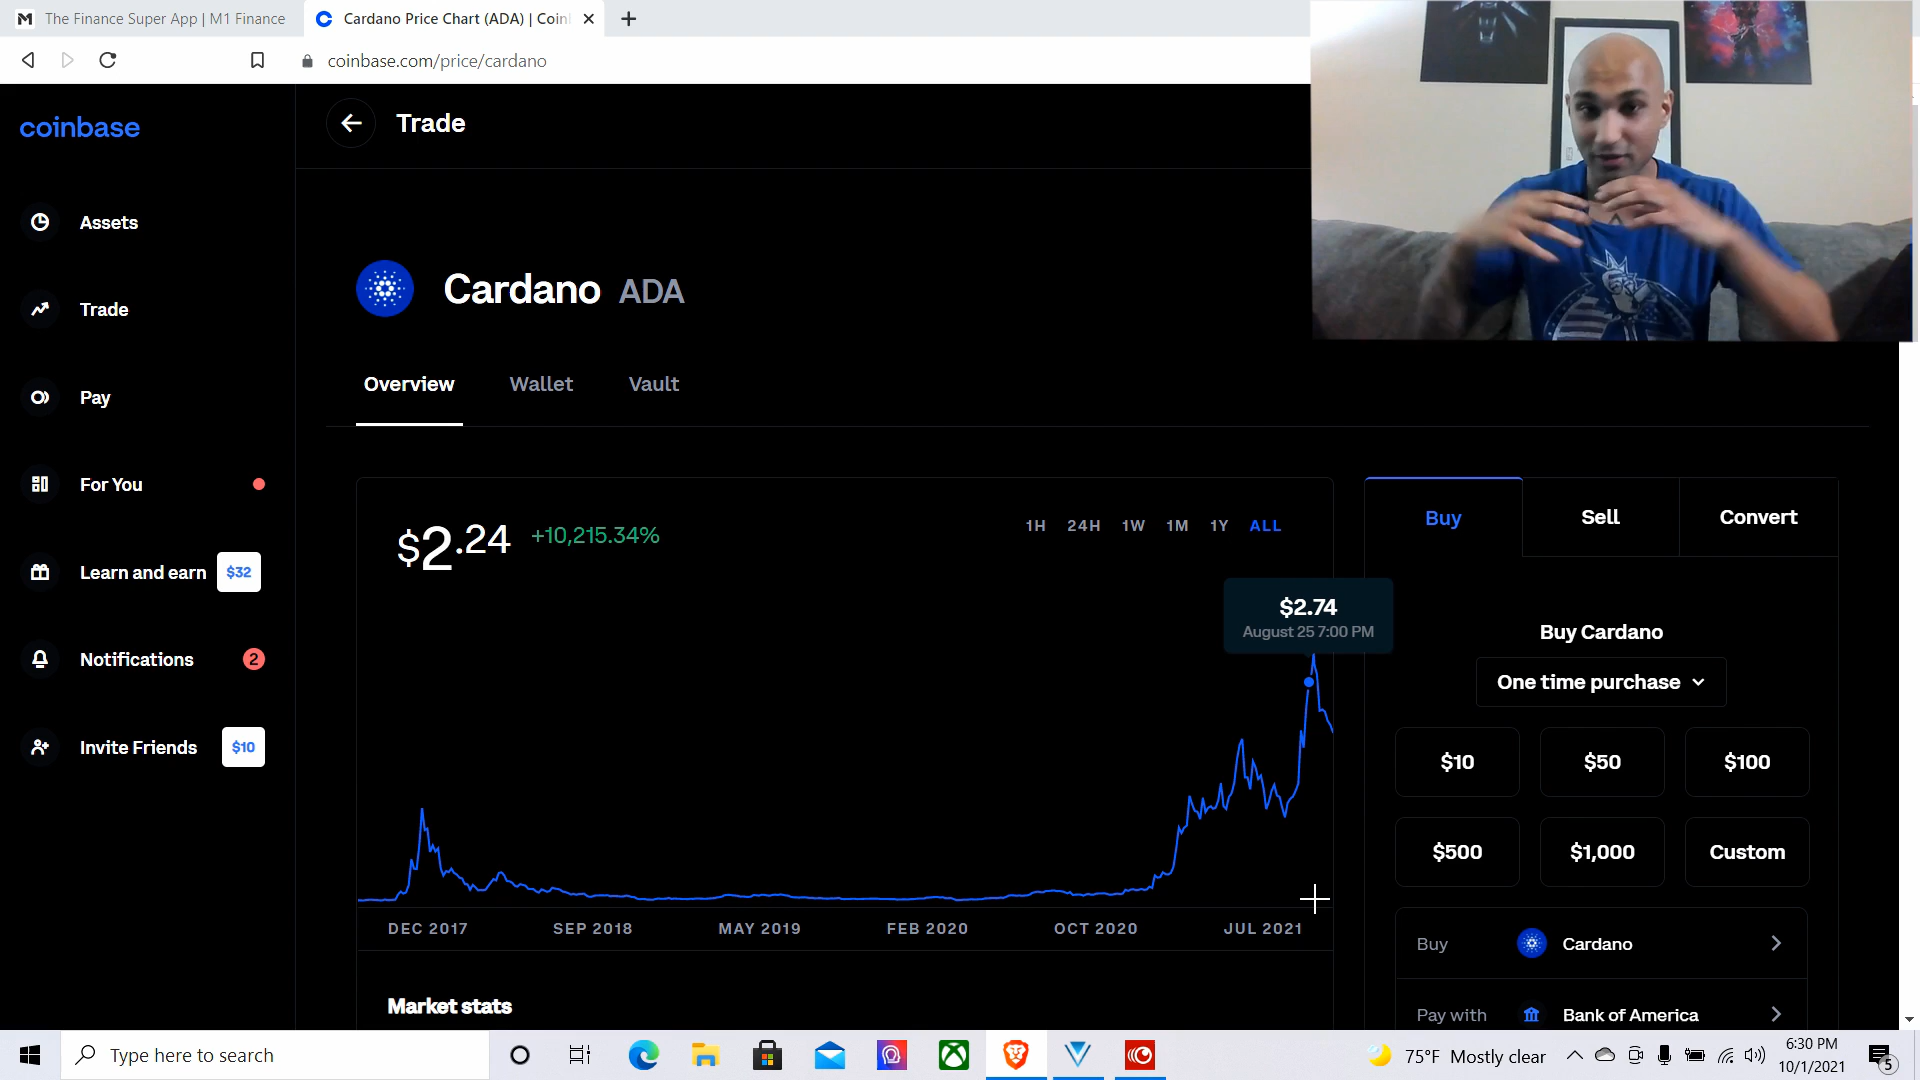 M The Finance Super App | M1 Finance
Cardano Price Chart (ADA) | Coin
coinbase.com/price/cardano
coinbase
Trade
Assets
Trade
Pay
For You
Learn and earn $32
Notifications 2
Invite Friends $10
Cardano ADA
Overview Wallet Vault
$2.24 +10,215.34%
1H 24H 1W 1M 1Y ALL
$2.74
August 25 7:00 PM
DEC 2017 SEP 2018 MAY 2019 FEB 2020 OCT 2020 JUL 2021
Market stats
Buy Sell Convert
Buy Cardano
One time purchase
$10 $50 $100
$500 $1,000 Custom
Buy Cardano
Pay with Bank of America
Type here to search
75°F Mostly clear
6:30 PM
10/1/2021
5